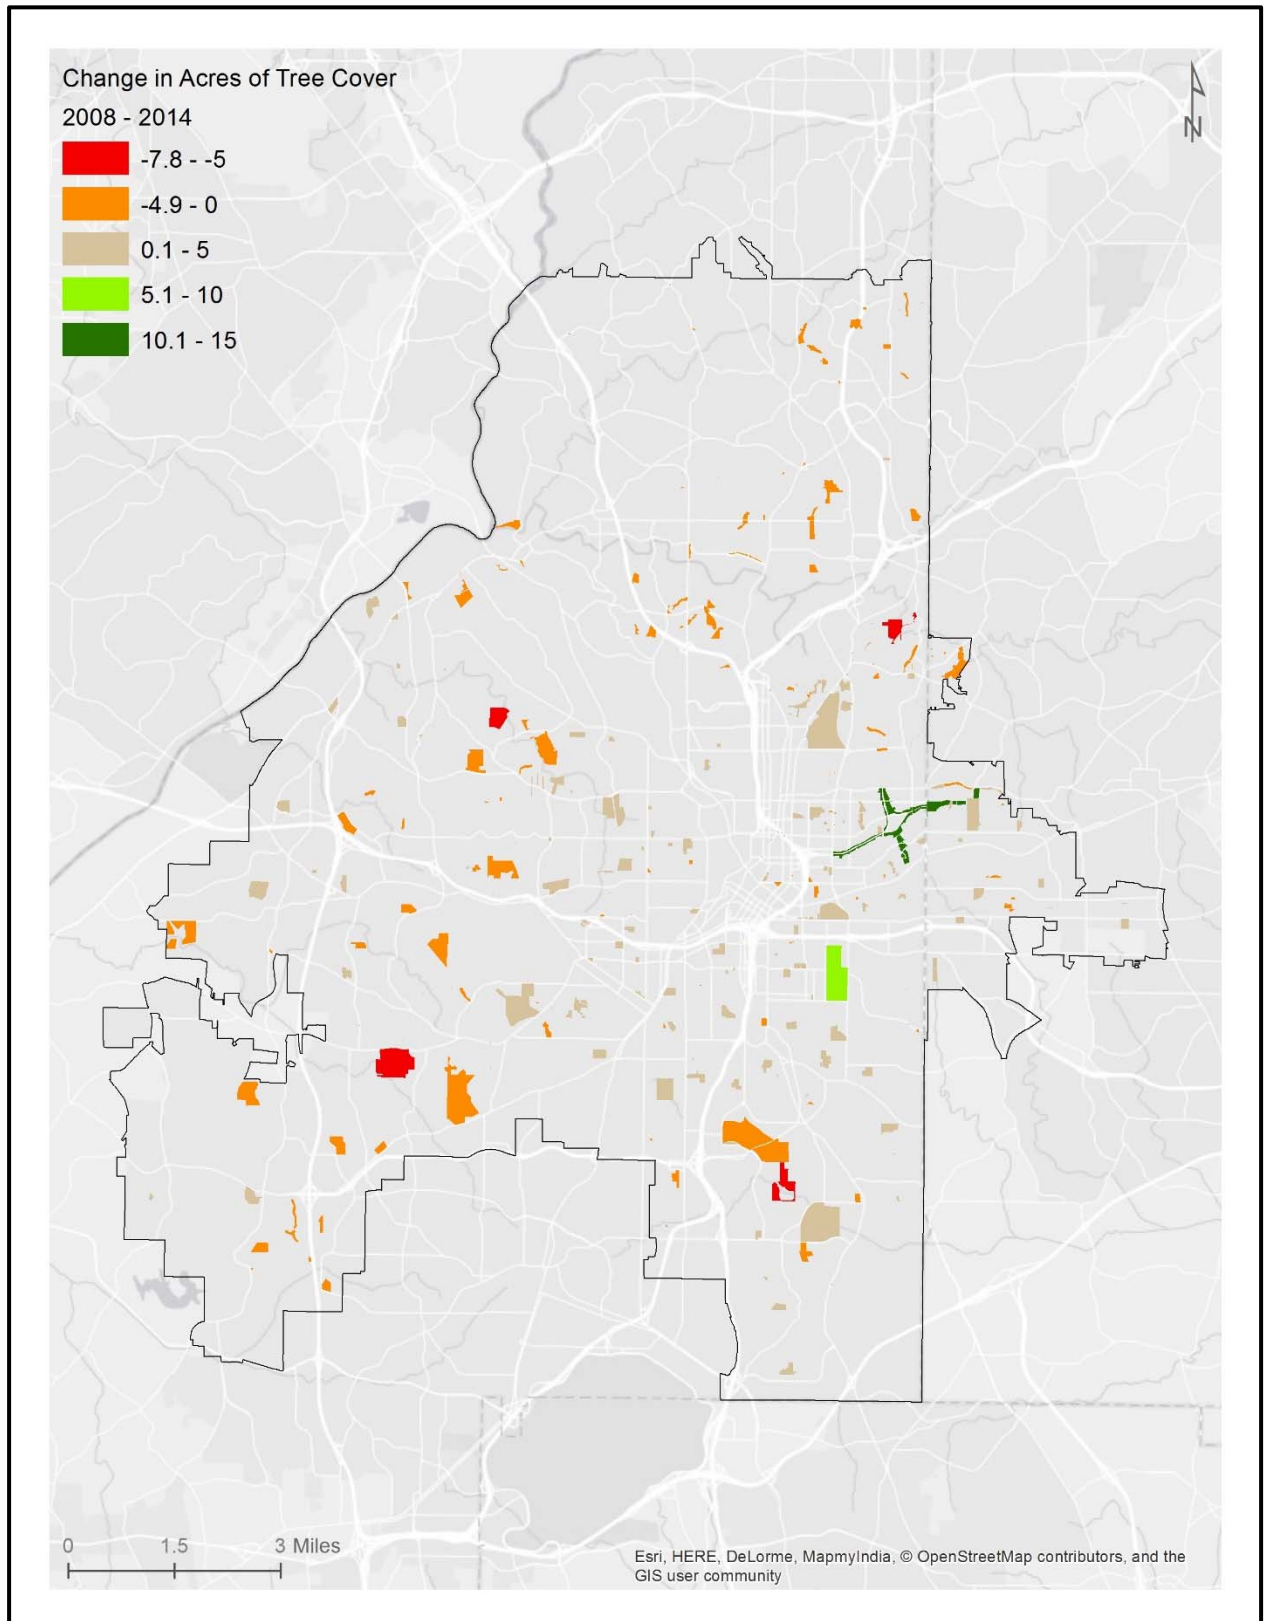 Change in Acres of Tree Cover
2008 - 2014
-7.8 - -5
-4.9 - 0
0.1 - 5
5.1 - 10
10.1 - 15
N
0 1.5 3 Miles
Esri, HERE, DeLorme, MapmyIndia, © OpenStreetMap contributors, and the
GIS user community